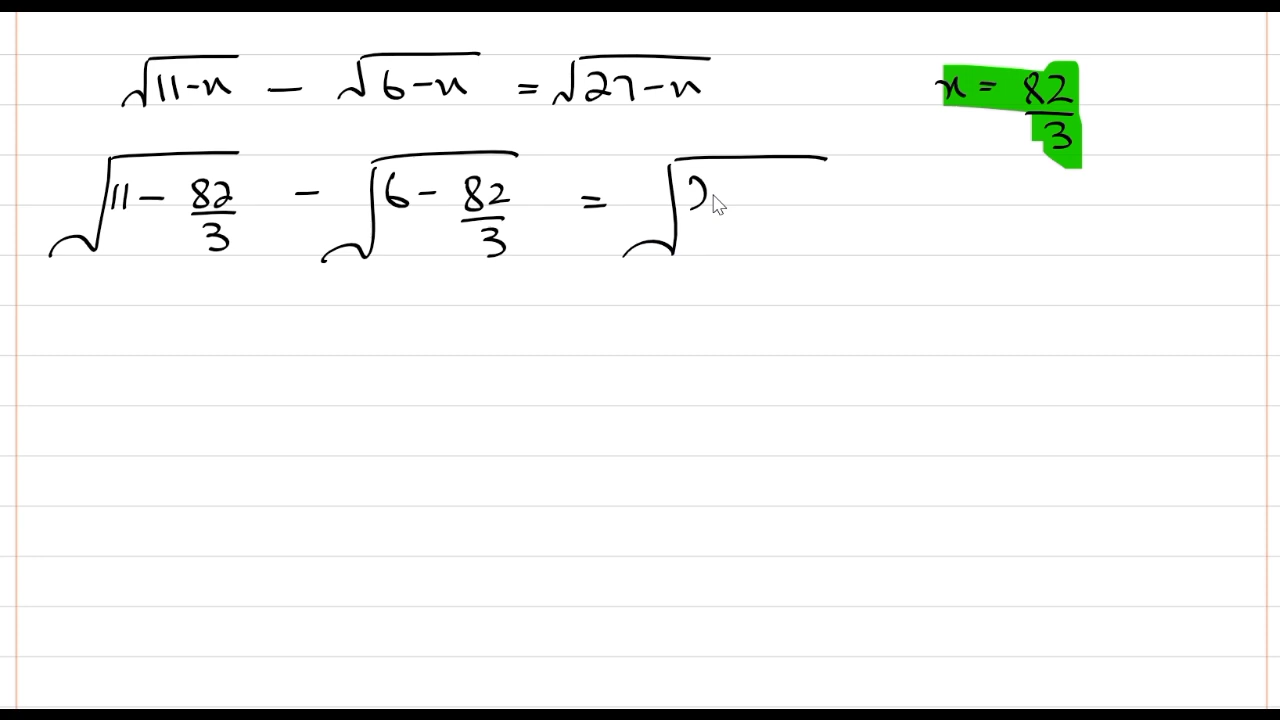 √11-x - √6-x = √27-x
x = 82/3
√11 - 82/3 - √6 - 82/3 = √2